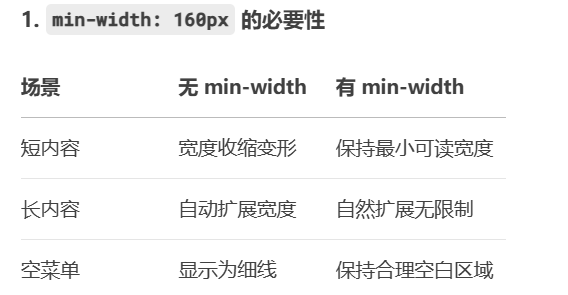 1. min-width: 160px 的必要性
场景 无 min-width 有 min-width
短内容 宽度收缩变形 保持最小可读宽度
长内容 自动扩展宽度 自然扩展无限制
空菜单 显示为细线 保持合理空白区域